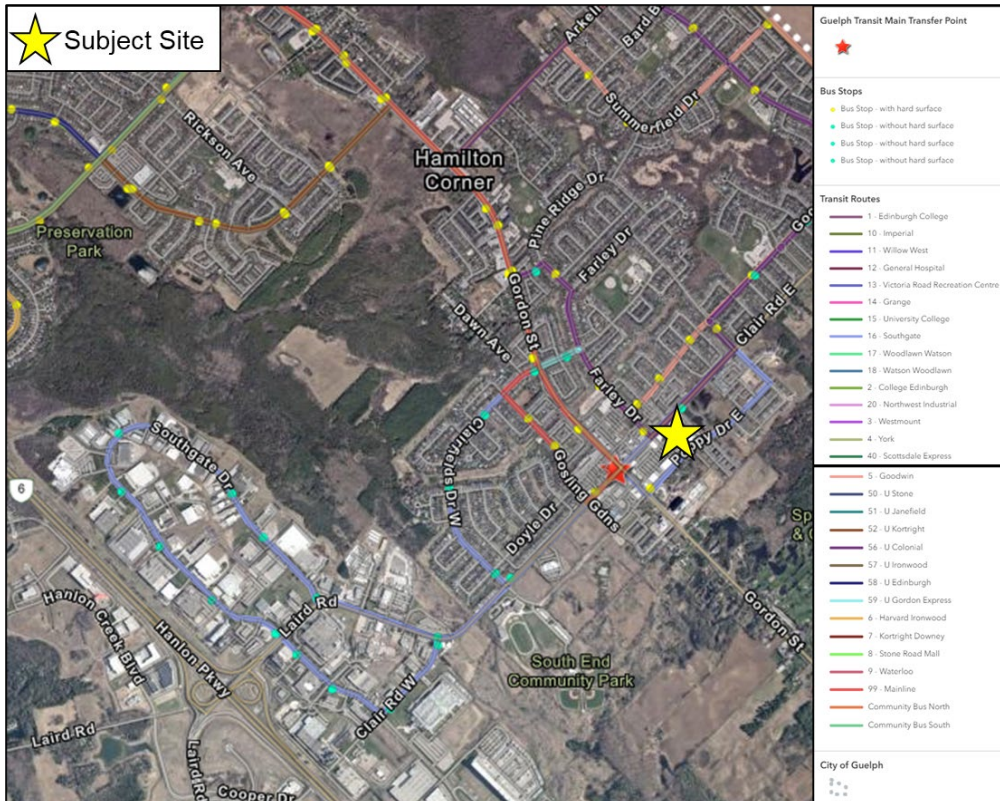 Subject Site
Arkell
Bard B
Summerfield Dr
Rickson Ave
Hamilton
Corner
Pine Ridge Dr
Farley Dr
Preservation
Park
Goo
Gordon St
Dawn Ave
Clair Rd E
Farley Dr
Poppy Dr E
Clairfields Dr W
Gosling Gdns
Doyle Dr
Southgate Dr
6
Sp
& C
Hanlon Creek Blvd
Laird Rd
Hanlon Pkwy
Gordon St
South End
Community Park
Clair Rd W
Laird Rd
Laird Rd
Cooper Dr
Guelph Transit Main Transfer Point
Bus Stops
Bus Stop - with hard surface
Bus Stop - without hard surface
Bus Stop - without hard surface
Bus Stop - without hard surface
Transit Routes
1 - Edinburgh College
10 - Imperial
11 - Willow West
12 - General Hospital
13 - Victoria Road Recreation Centre
14 - Grange
15 - University College
16 - Southgate
17 - Woodlawn Watson
18 - Watson Woodlawn
2 - College Edinburgh
20 - Northwest Industrial
3 - Westmount
4 - York
40 - Scottsdale Express
5 - Goodwin
50 - U Stone
51 - U Janefield
52 - U Kortright
56 - U Colonial
57 - U Ironwood
58 - U Edinburgh
59 - U Gordon Express
6 - Harvard Ironwood
7 - Kortright Downey
8 - Stone Road Mall
9 - Waterloo
99 - Mainline
Community Bus North
Community Bus South
City of Guelph